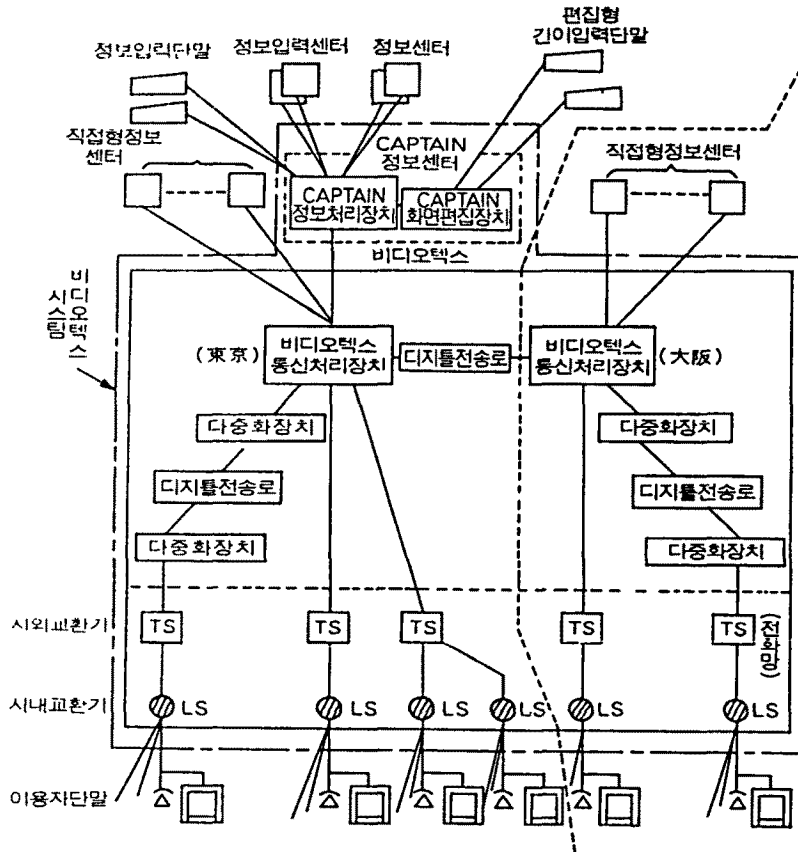 편집형
긴이입력단말
정보입력단말
정보입력센터
정보센터
직접형정보
센터
CAPTAIN
정보센터
직접형정보센터
CAPTAIN
정보처리장치
CAPTAIN
화면편집장치
비디오텍스
비디오텍스
시스팀
(東京)
비디오텍스
통신처리장치
디지틀전송로
비디오텍스
통신처리장치
(大阪)
다중화장치
다중화장치
디지틀전송로
디지틀전송로
다중화장치
다중화장치
시외교환기
TS
TS
TS
TS
TS
(전화망)
시내교환기
LS
LS
LS
LS
LS
LS
이용자단말